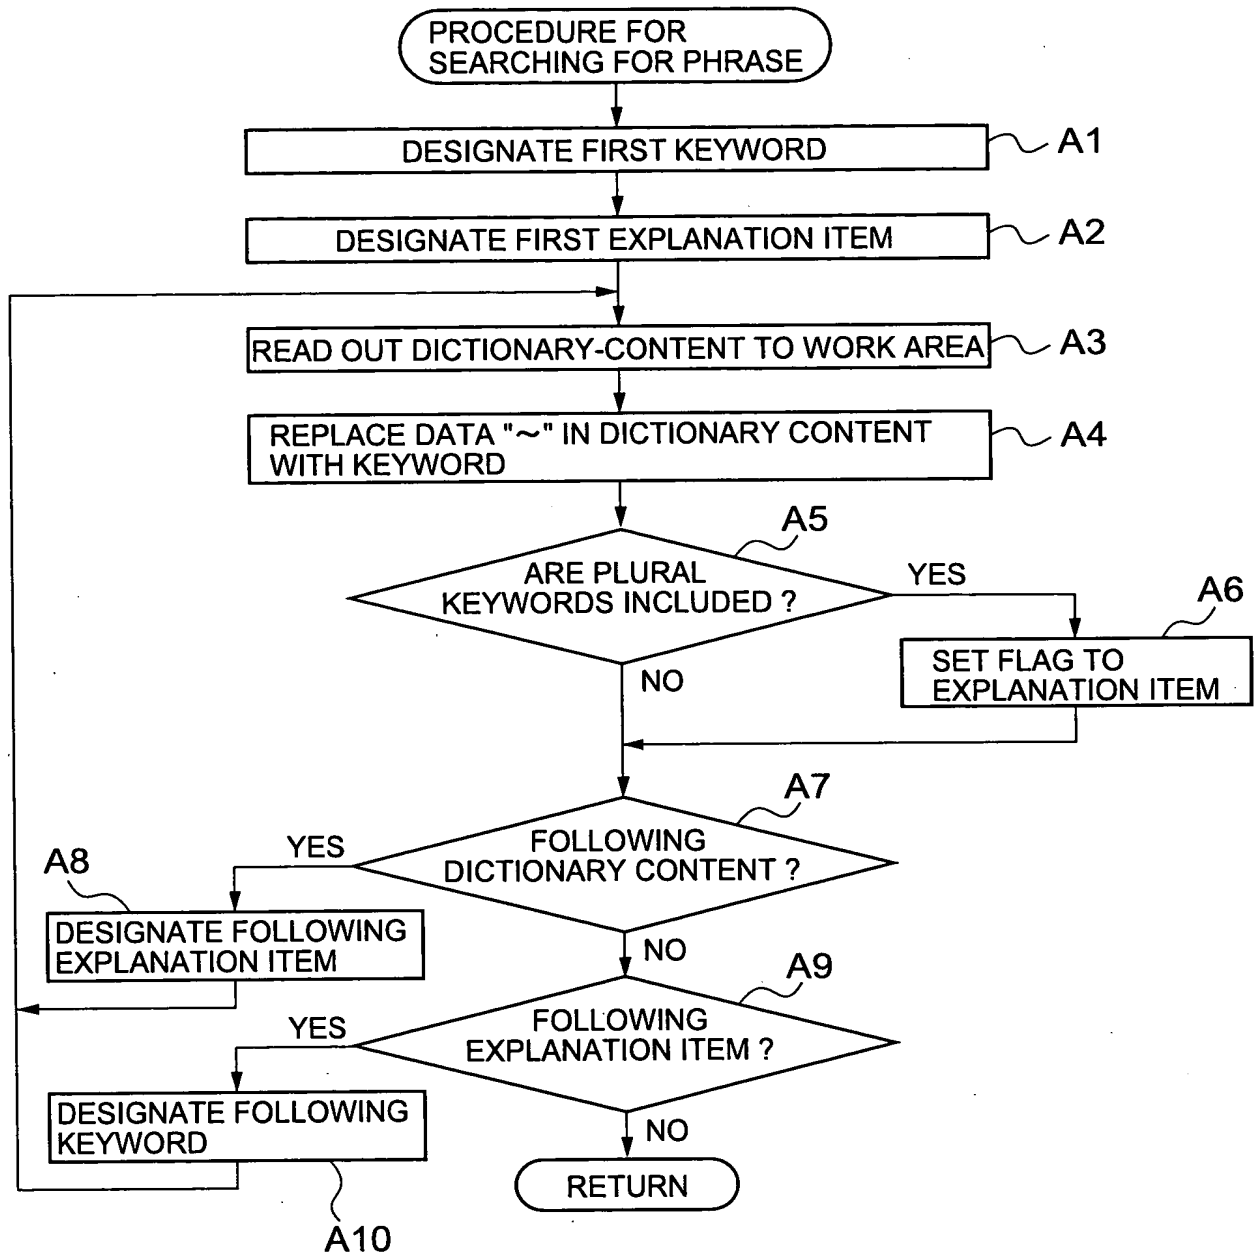 PROCEDURE FOR
SEARCHING FOR PHRASE
DESIGNATE FIRST KEYWORD
A1
DESIGNATE FIRST EXPLANATION ITEM
A2
READ OUT DICTIONARY-CONTENT TO WORK AREA
A3
REPLACE DATA "~" IN DICTIONARY CONTENT
WITH KEYWORD
A4
A5
ARE PLURAL
KEYWORDS INCLUDED ?
YES
A6
SET FLAG TO
EXPLANATION ITEM
NO
A7
FOLLOWING
DICTIONARY CONTENT ?
YES
A8
DESIGNATE FOLLOWING
EXPLANATION ITEM
NO
A9
FOLLOWING
EXPLANATION ITEM ?
YES
DESIGNATE FOLLOWING
KEYWORD
A10
NO
RETURN